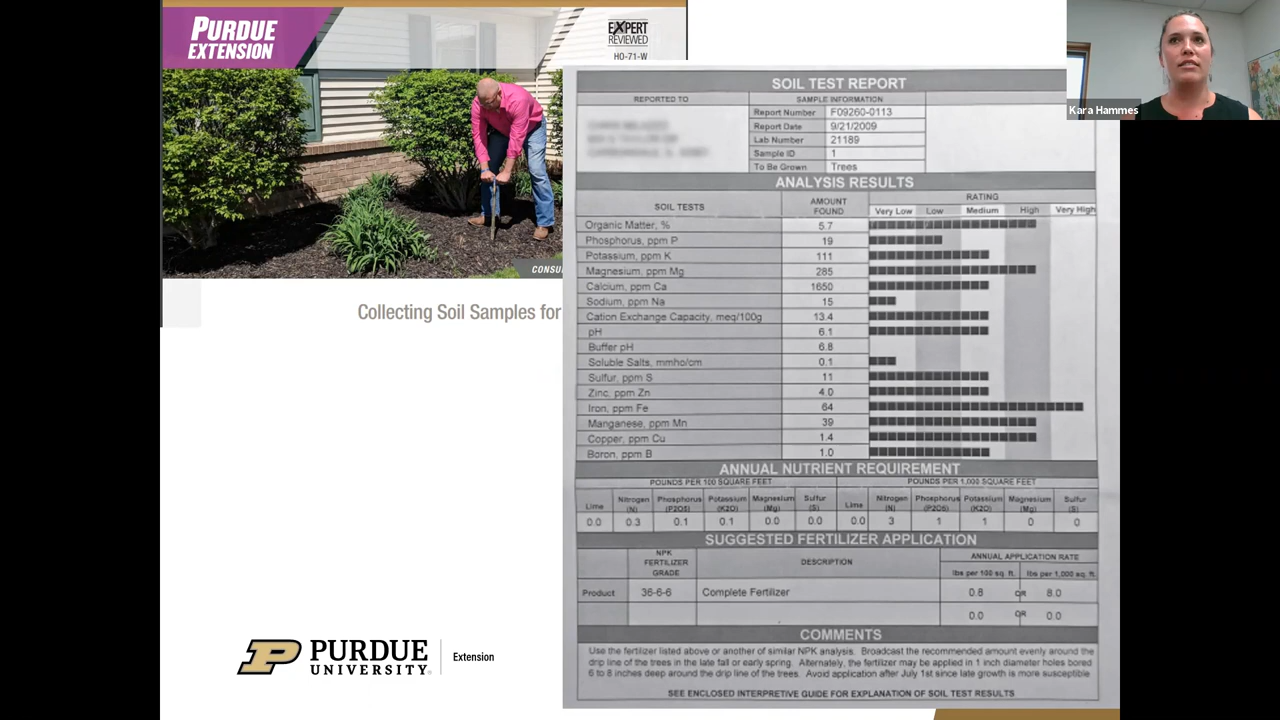 PURDUE
EXTENSION
EXPERT
REVIEWED
HO-71-W
CONSU
Collecting Soil Samples for
PURDUE
UNIVERSITY®
Extension
Kara Hammes
SOIL TEST REPORT
REPORTED TO
SAMPLE INFORMATION
Report Number F09260-0113
Report Date 9/21/2009
Lab Number 21189
Sample ID 1
To Be Grown Trees
ANALYSIS RESULTS
SOIL TESTS AMOUNT FOUND RATING
Very Low Low Medium High Very High
Organic Matter, % 5.7
Phosphorus, ppm P 19
Potassium, ppm K 111
Magnesium, ppm Mg 285
Calcium, ppm Ca 1650
Sodium, ppm Na 15
Cation Exchange Capacity, meq/100g 13.4
pH 6.1
Buffer pH 6.8
Soluble Salts, mmho/cm 0.1
Sulfur, ppm S 11
Zinc, ppm Zn 4.0
Iron, ppm Fe 64
Manganese, ppm Mn 39
Copper, ppm Cu 1.4
Boron, ppm B 1.0
ANNUAL NUTRIENT REQUIREMENT
POUNDS PER 100 SQUARE FEET POUNDS PER 1,000 SQUARE FEET
Lime Nitrogen (N) Phosphorus (P2O5) Potassium (K2O) Magnesium (Mg) Sulfur (S) Lime Nitrogen (N) Phosphorus (P2O5) Potassium (K2O) Magnesium (Mg) Sulfur (S)
0.0 0.3 0.1 0.1 0.0 0.0 0.0 3 1 1 0 0
SUGGESTED FERTILIZER APPLICATION
NPK FERTILIZER GRADE DESCRIPTION ANNUAL APPLICATION RATE
lbs per 100 sq. ft. lbs per 1,000 sq. ft.
Product 36-6-6 Complete Fertilizer 0.8 OR 8.0
0.0 OR 0.0
COMMENTS
Use the fertilizer listed above or another of similar NPK analysis. Broadcast the recommended amount evenly around the
drip line of the trees in the late fall or early spring. Alternately, the fertilizer may be applied in 1 inch diameter holes bored
6 to 8 inches deep around the drip line of the trees. Avoid application after July 1st since late growth is more susceptible
SEE ENCLOSED INTERPRETIVE GUIDE FOR EXPLANATION OF SOIL TEST RESULTS